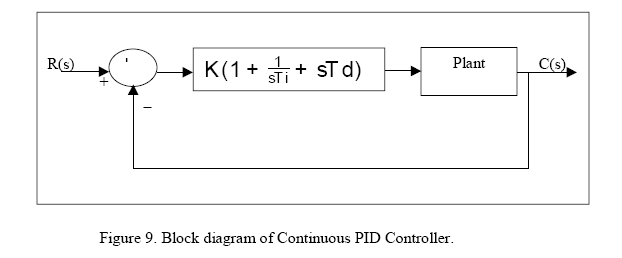 R(s)
+
−
K(1 + 1/sTi + sTd)
Plant
C(s)
Figure 9. Block diagram of Continuous PID Controller.